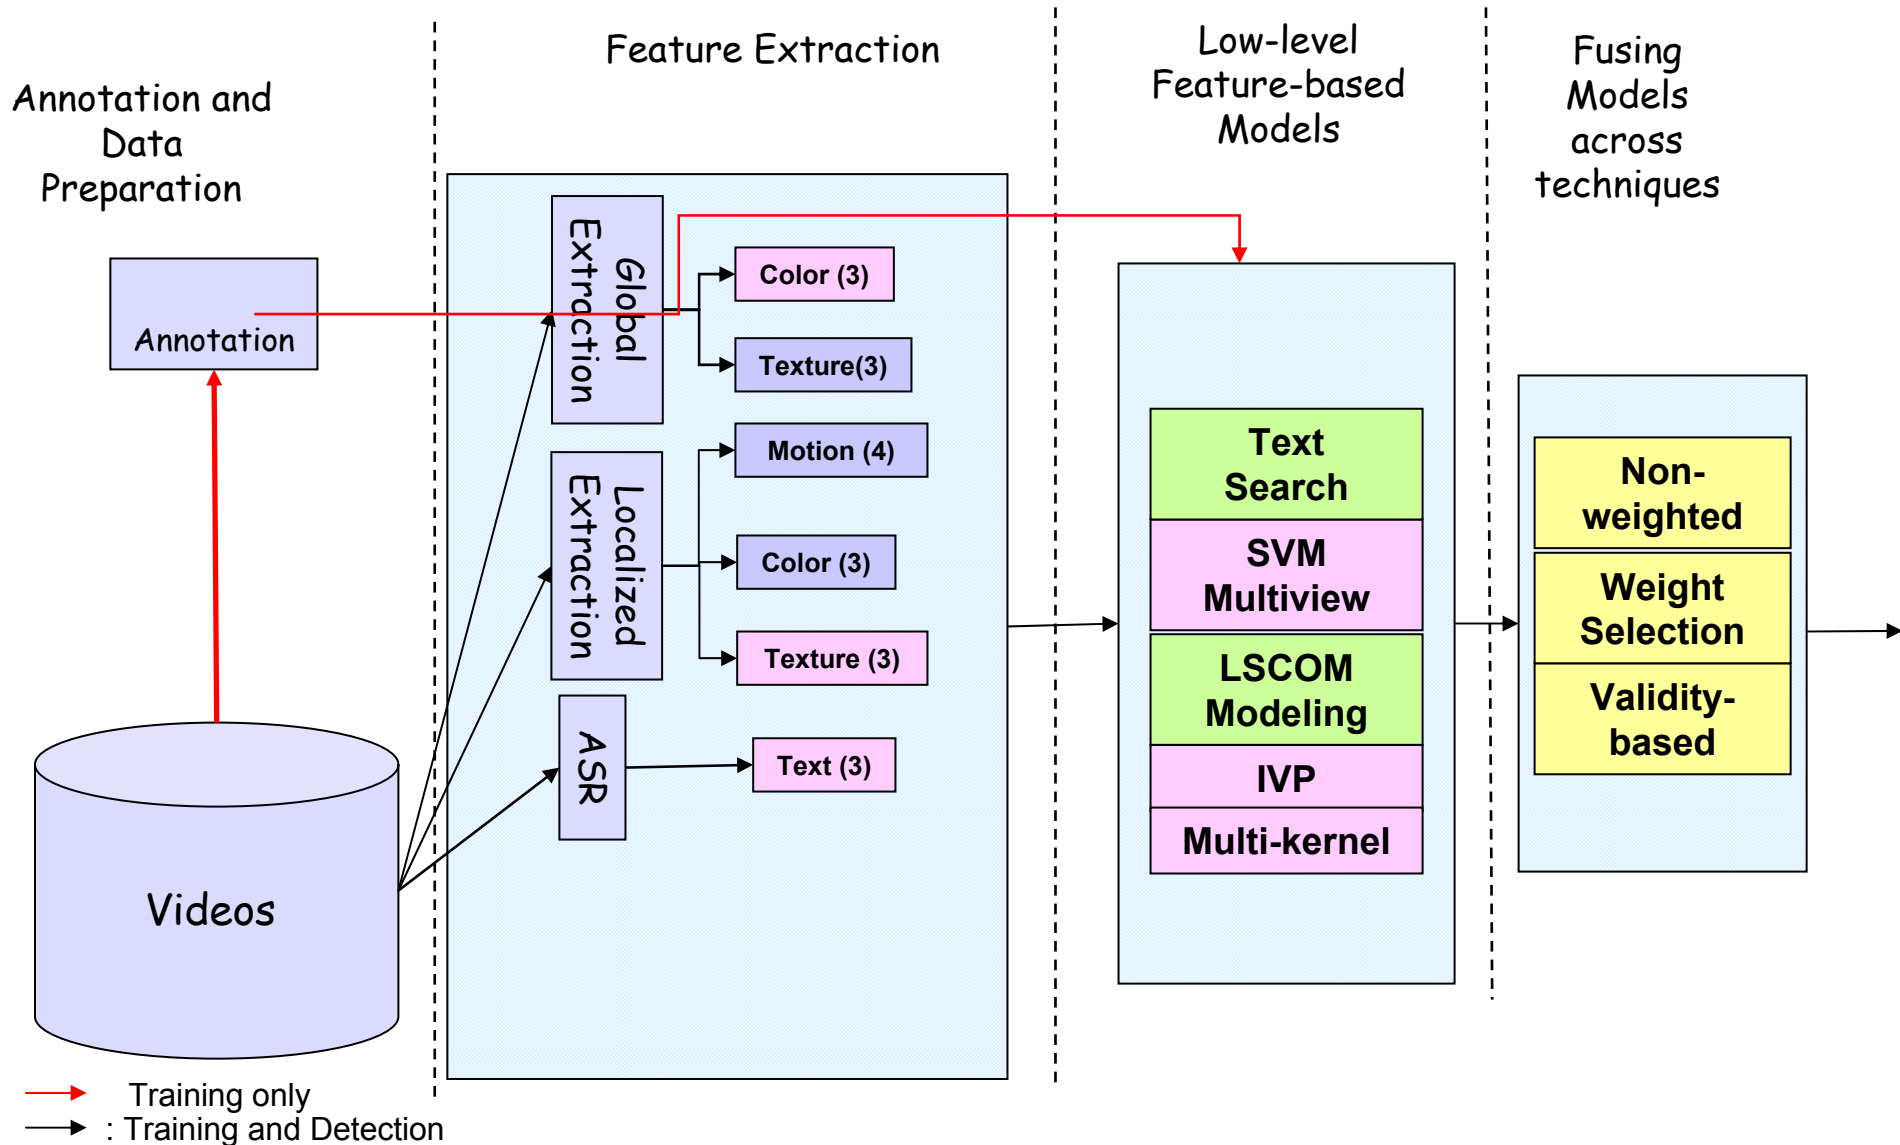 Annotation and
Data
Preparation
Feature Extraction
Low-level
Feature-based
Models
Fusing
Models
across
techniques
Annotation
Videos
Global
Extraction
Localized
Extraction
ASR
Color (3)
Texture(3)
Motion (4)
Color (3)
Texture (3)
Text (3)
Text
Search
SVM
Multiview
LSCOM
Modeling
IVP
Multi-kernel
Non-
weighted
Weight
Selection
Validity-
based
Training only
: Training and Detection